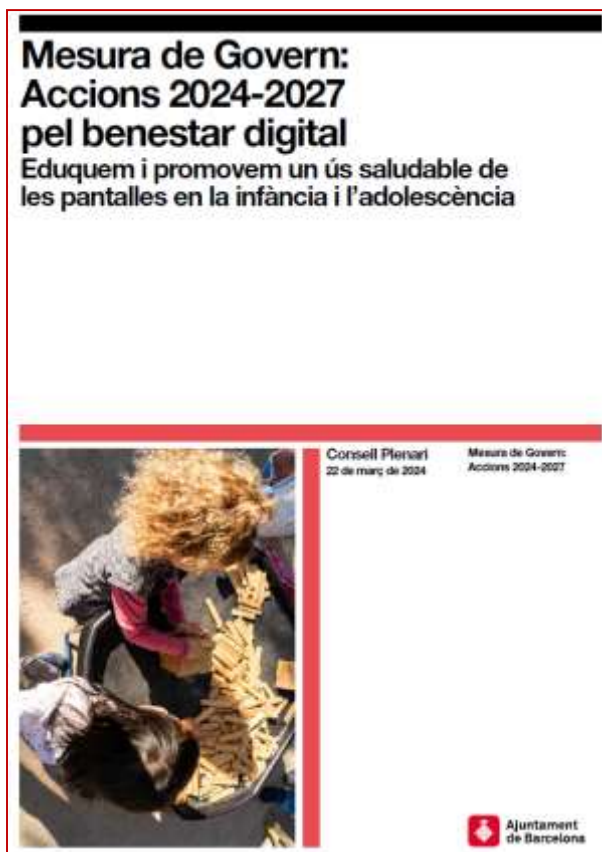 Mesura de Govern:
Accions 2024-2027
pel benestar digital
Eduquem i promovem un ús saludable de
les pantalles en la infància i l'adolescència
Consell Plenari
22 de març de 2024
Mesura de Govern:
Accions 2024-2027
Ajuntament
de Barcelona